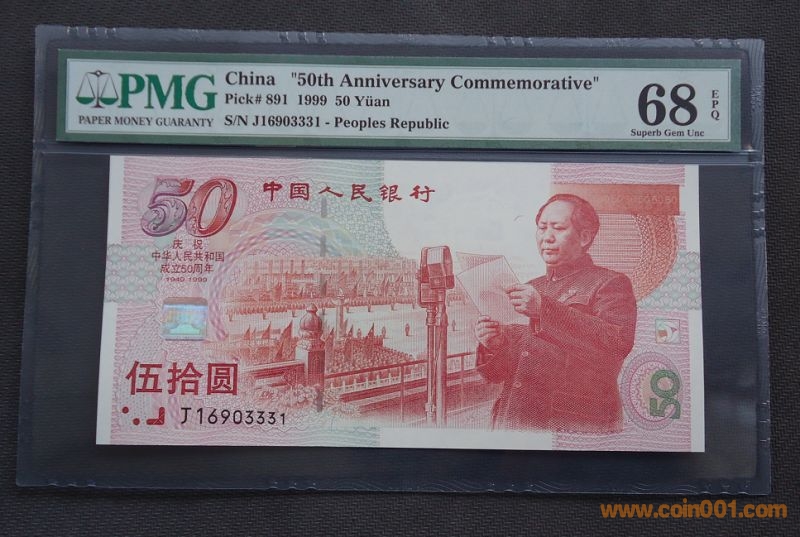 PMG
PAPER MONEY GUARANTY
China "50th Anniversary Commemorative"
Pick# 891 1999 50 Yüan
S/N J16903331 - Peoples Republic
68 EPQ
Superb Gem Unc
50
中国人民银行
庆祝
中华人民共和国
成立50周年
1949-1999
伍拾圆
J16903331
50
www.coin001.com